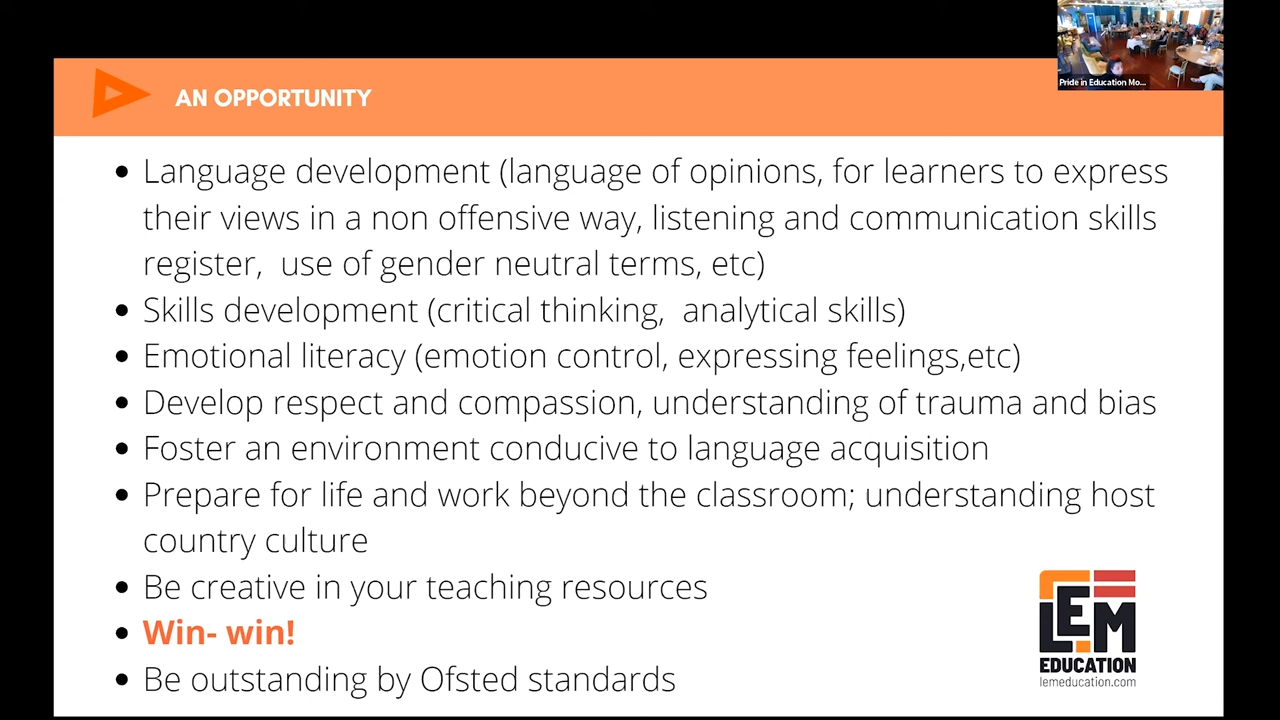 Pride in Education Mo...
AN OPPORTUNITY
• Language development (language of opinions, for learners to express
their views in a non offensive way, listening and communication skills
register,  use of gender neutral terms, etc)
• Skills development (critical thinking,  analytical skills)
• Emotional literacy (emotion control, expressing feelings,etc)
• Develop respect and compassion, understanding of trauma and bias
• Foster an environment conducive to language acquisition
• Prepare for life and work beyond the classroom; understanding host
country culture
• Be creative in your teaching resources
• Win- win!
• Be outstanding by Ofsted standards
LEM
EDUCATION
lemeducation.com